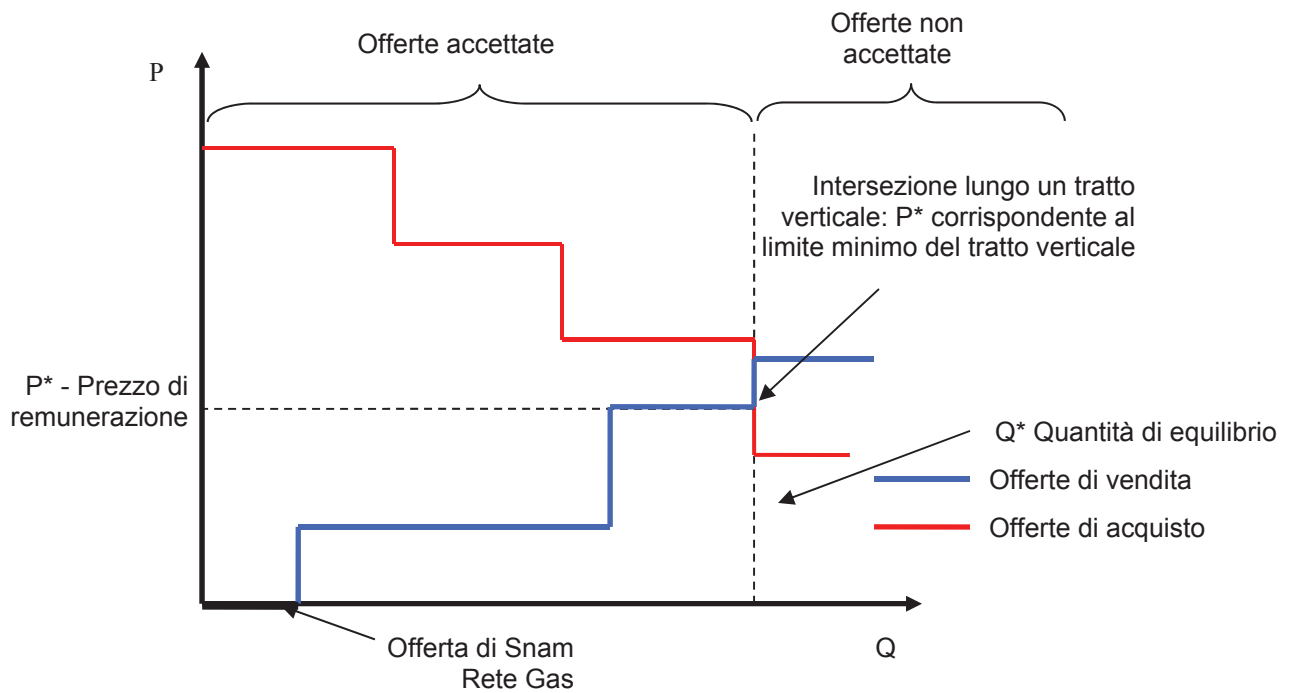 Offerte accettate
Offerte non
accettate
P
Intersezione lungo un tratto
verticale: P* corrispondente al
limite minimo del tratto verticale
P* - Prezzo di
remunerazione
Q* Quantità di equilibrio
Offerte di vendita
Offerte di acquisto
Offerta di Snam
Rete Gas
Q